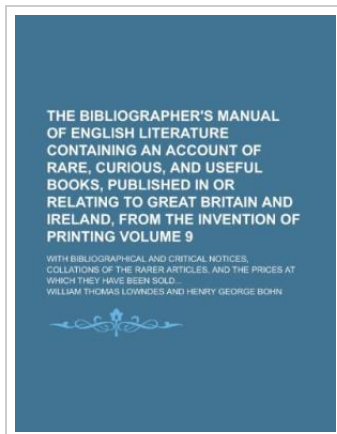 THE BIBLIOGRAPHER'S MANUAL
OF ENGLISH LITERATURE
CONTAINING AN ACCOUNT OF
RARE, CURIOUS, AND USEFUL
BOOKS, PUBLISHED IN OR
RELATING TO GREAT BRITAIN AND
IRELAND, FROM THE INVENTION OF
PRINTING VOLUME 9
WITH BIBLIOGRAPHICAL AND CRITICAL NOTICES,
COLLATIONS OF THE RARER ARTICLES, AND THE PRICES AT
WHICH THEY HAVE BEEN SOLD...
WILLIAM THOMAS LOWNDES AND HENRY GEORGE BOHN